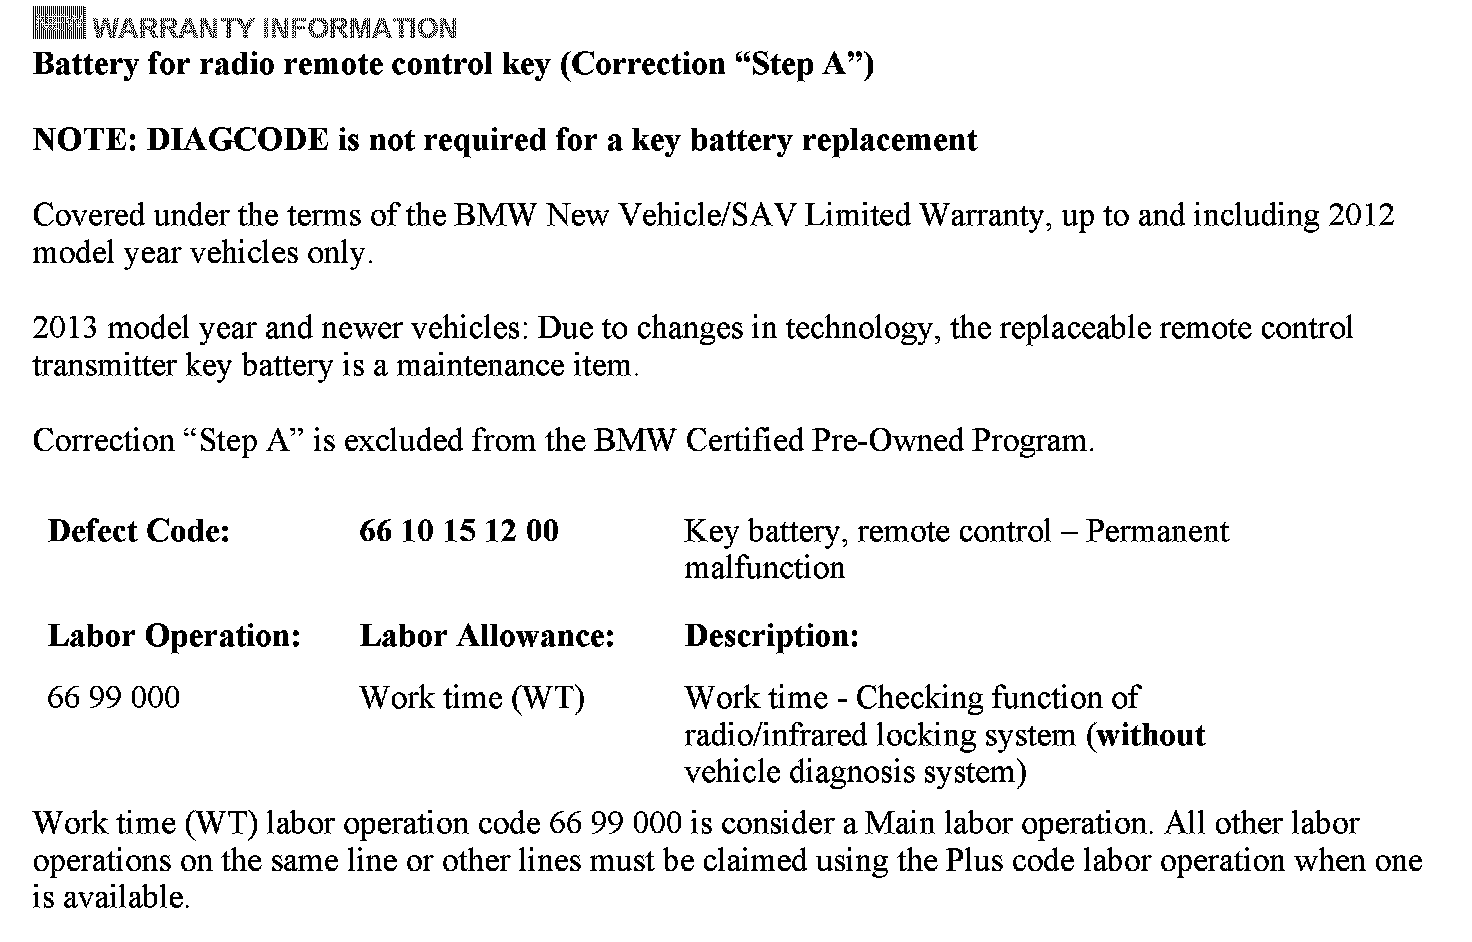 WARRANTY INFORMATION
Battery for radio remote control key (Correction “Step A”)
NOTE: DIAGCODE is not required for a key battery replacement
Covered under the terms of the BMW New Vehicle/SAV Limited Warranty, up to and including 2012
model year vehicles only.
2013 model year and newer vehicles: Due to changes in technology, the replaceable remote control
transmitter key battery is a maintenance item.
Correction “Step A” is excluded from the BMW Certified Pre-Owned Program.
Defect Code: 66 10 15 12 00 Key battery, remote control – Permanent
malfunction
Labor Operation: Labor Allowance: Description:
66 99 000 Work time (WT) Work time - Checking function of
radio/infrared locking system (without
vehicle diagnosis system)
Work time (WT) labor operation code 66 99 000 is consider a Main labor operation. All other labor
operations on the same line or other lines must be claimed using the Plus code labor operation when one
is available.